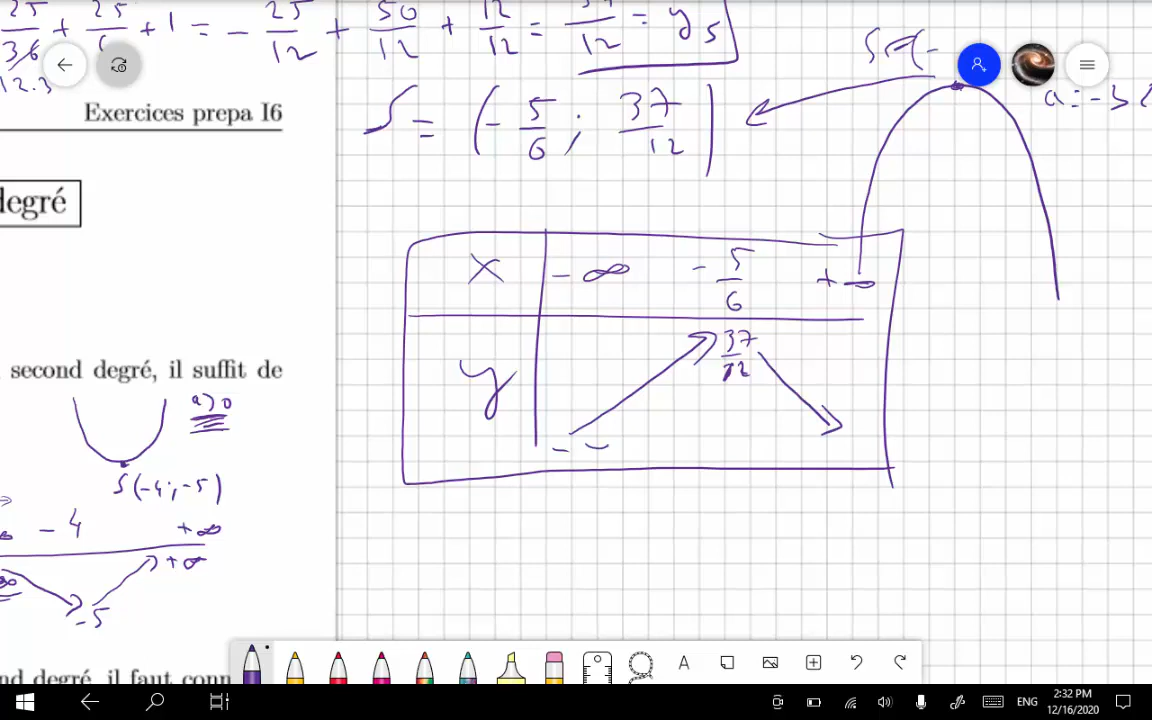 25/36 + 25/ + 1 = - 25/12 + 50/12 + 12/12 = 37/12 = y s
12.3
Exercices prepa I6
S = (- 5/6 ; 37/12)
a = -3 <
degré
x | - ∞ - 5/6 + ∞
y | - ∞ 37/12
second degré, il suffit de
a>0
S(-4; -5)
- 4 + ∞
+ ∞
-5
nd degré, il faut conn
ENG
2:32 PM
12/16/2020